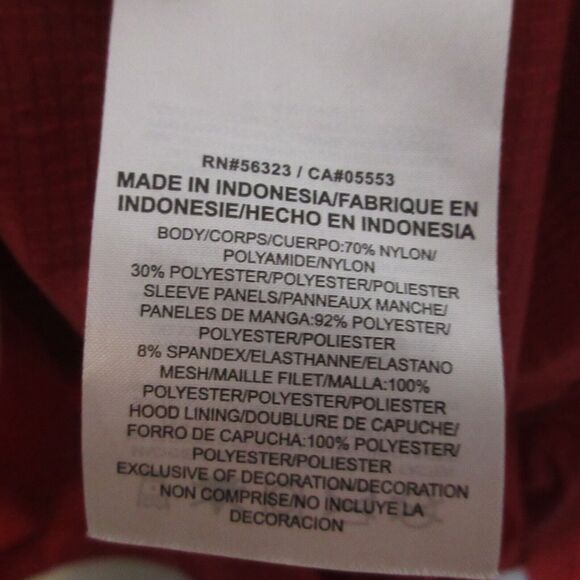 RN#56323 / CA#05553
MADE IN INDONESIA/FABRIQUE EN
INDONESIE/HECHO EN INDONESIA
BODY/CORPS/CUERPO:70% NYLON/
POLYAMIDE/NYLON
30% POLYESTER/POLYESTER/POLIESTER
SLEEVE PANELS/PANNEAUX MANCHE/
PANELES DE MANGA:92% POLYESTER/
POLYESTER/POLIESTER
8% SPANDEX/ELASTHANNE/ELASTANO
MESH/MAILLE FILET/MALLA:100%
POLYESTER/POLYESTER/POLIESTER
HOOD LINING/DOUBLURE DE CAPUCHE/
FORRO DE CAPUCHA:100% POLYESTER/
POLYESTER/POLIESTER
EXCLUSIVE OF DECORATION/DECORATION
NON COMPRISE/NO INCLUYE LA
DECORACION